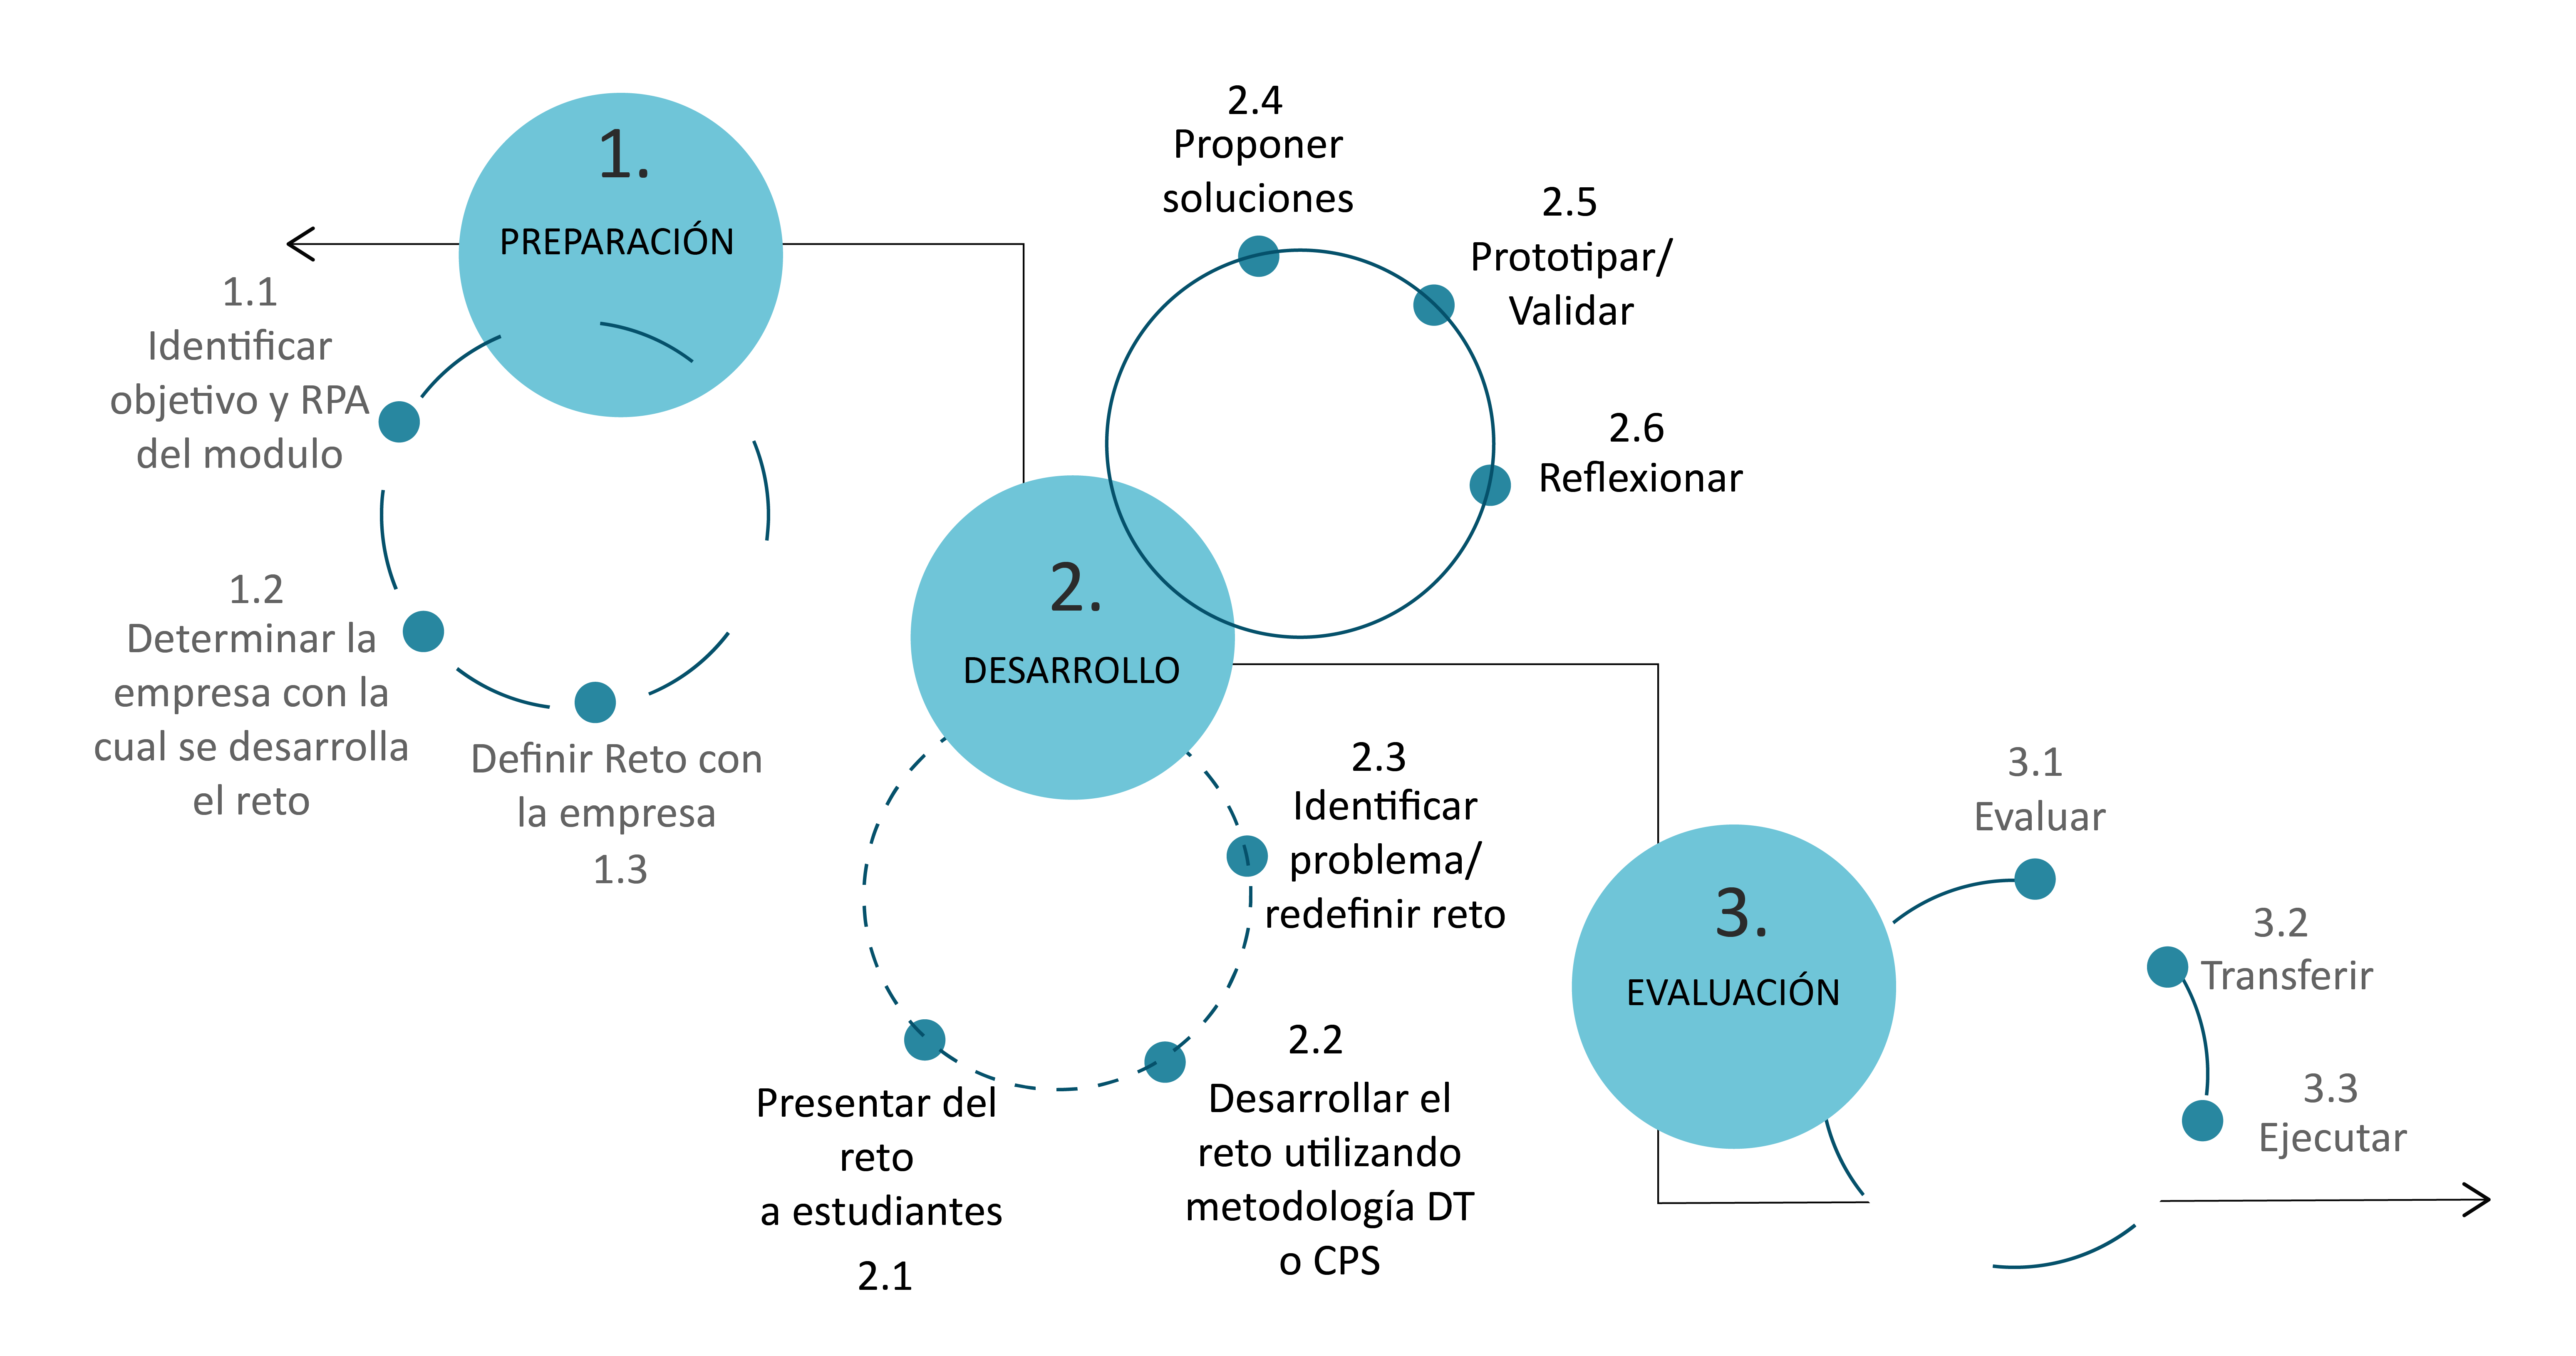 1.
PREPARACIÓN
1.1
Identificar
objetivo y RPA
del modulo
1.2
Determinar la
empresa con la
cual se desarrolla
el reto
Definir Reto con
la empresa
1.3
2.
DESARROLLO
Presentar del
reto
a estudiantes
2.1
2.2
Desarrollar el
reto utilizando
metodología DT
o CPS
2.3
Identificar
problema/
redefinir reto
2.4
Proponer
soluciones
2.5
Prototipar/
Validar
2.6
Reflexionar
3.
EVALUACIÓN
3.1
Evaluar
3.2
Transferir
3.3
Ejecutar